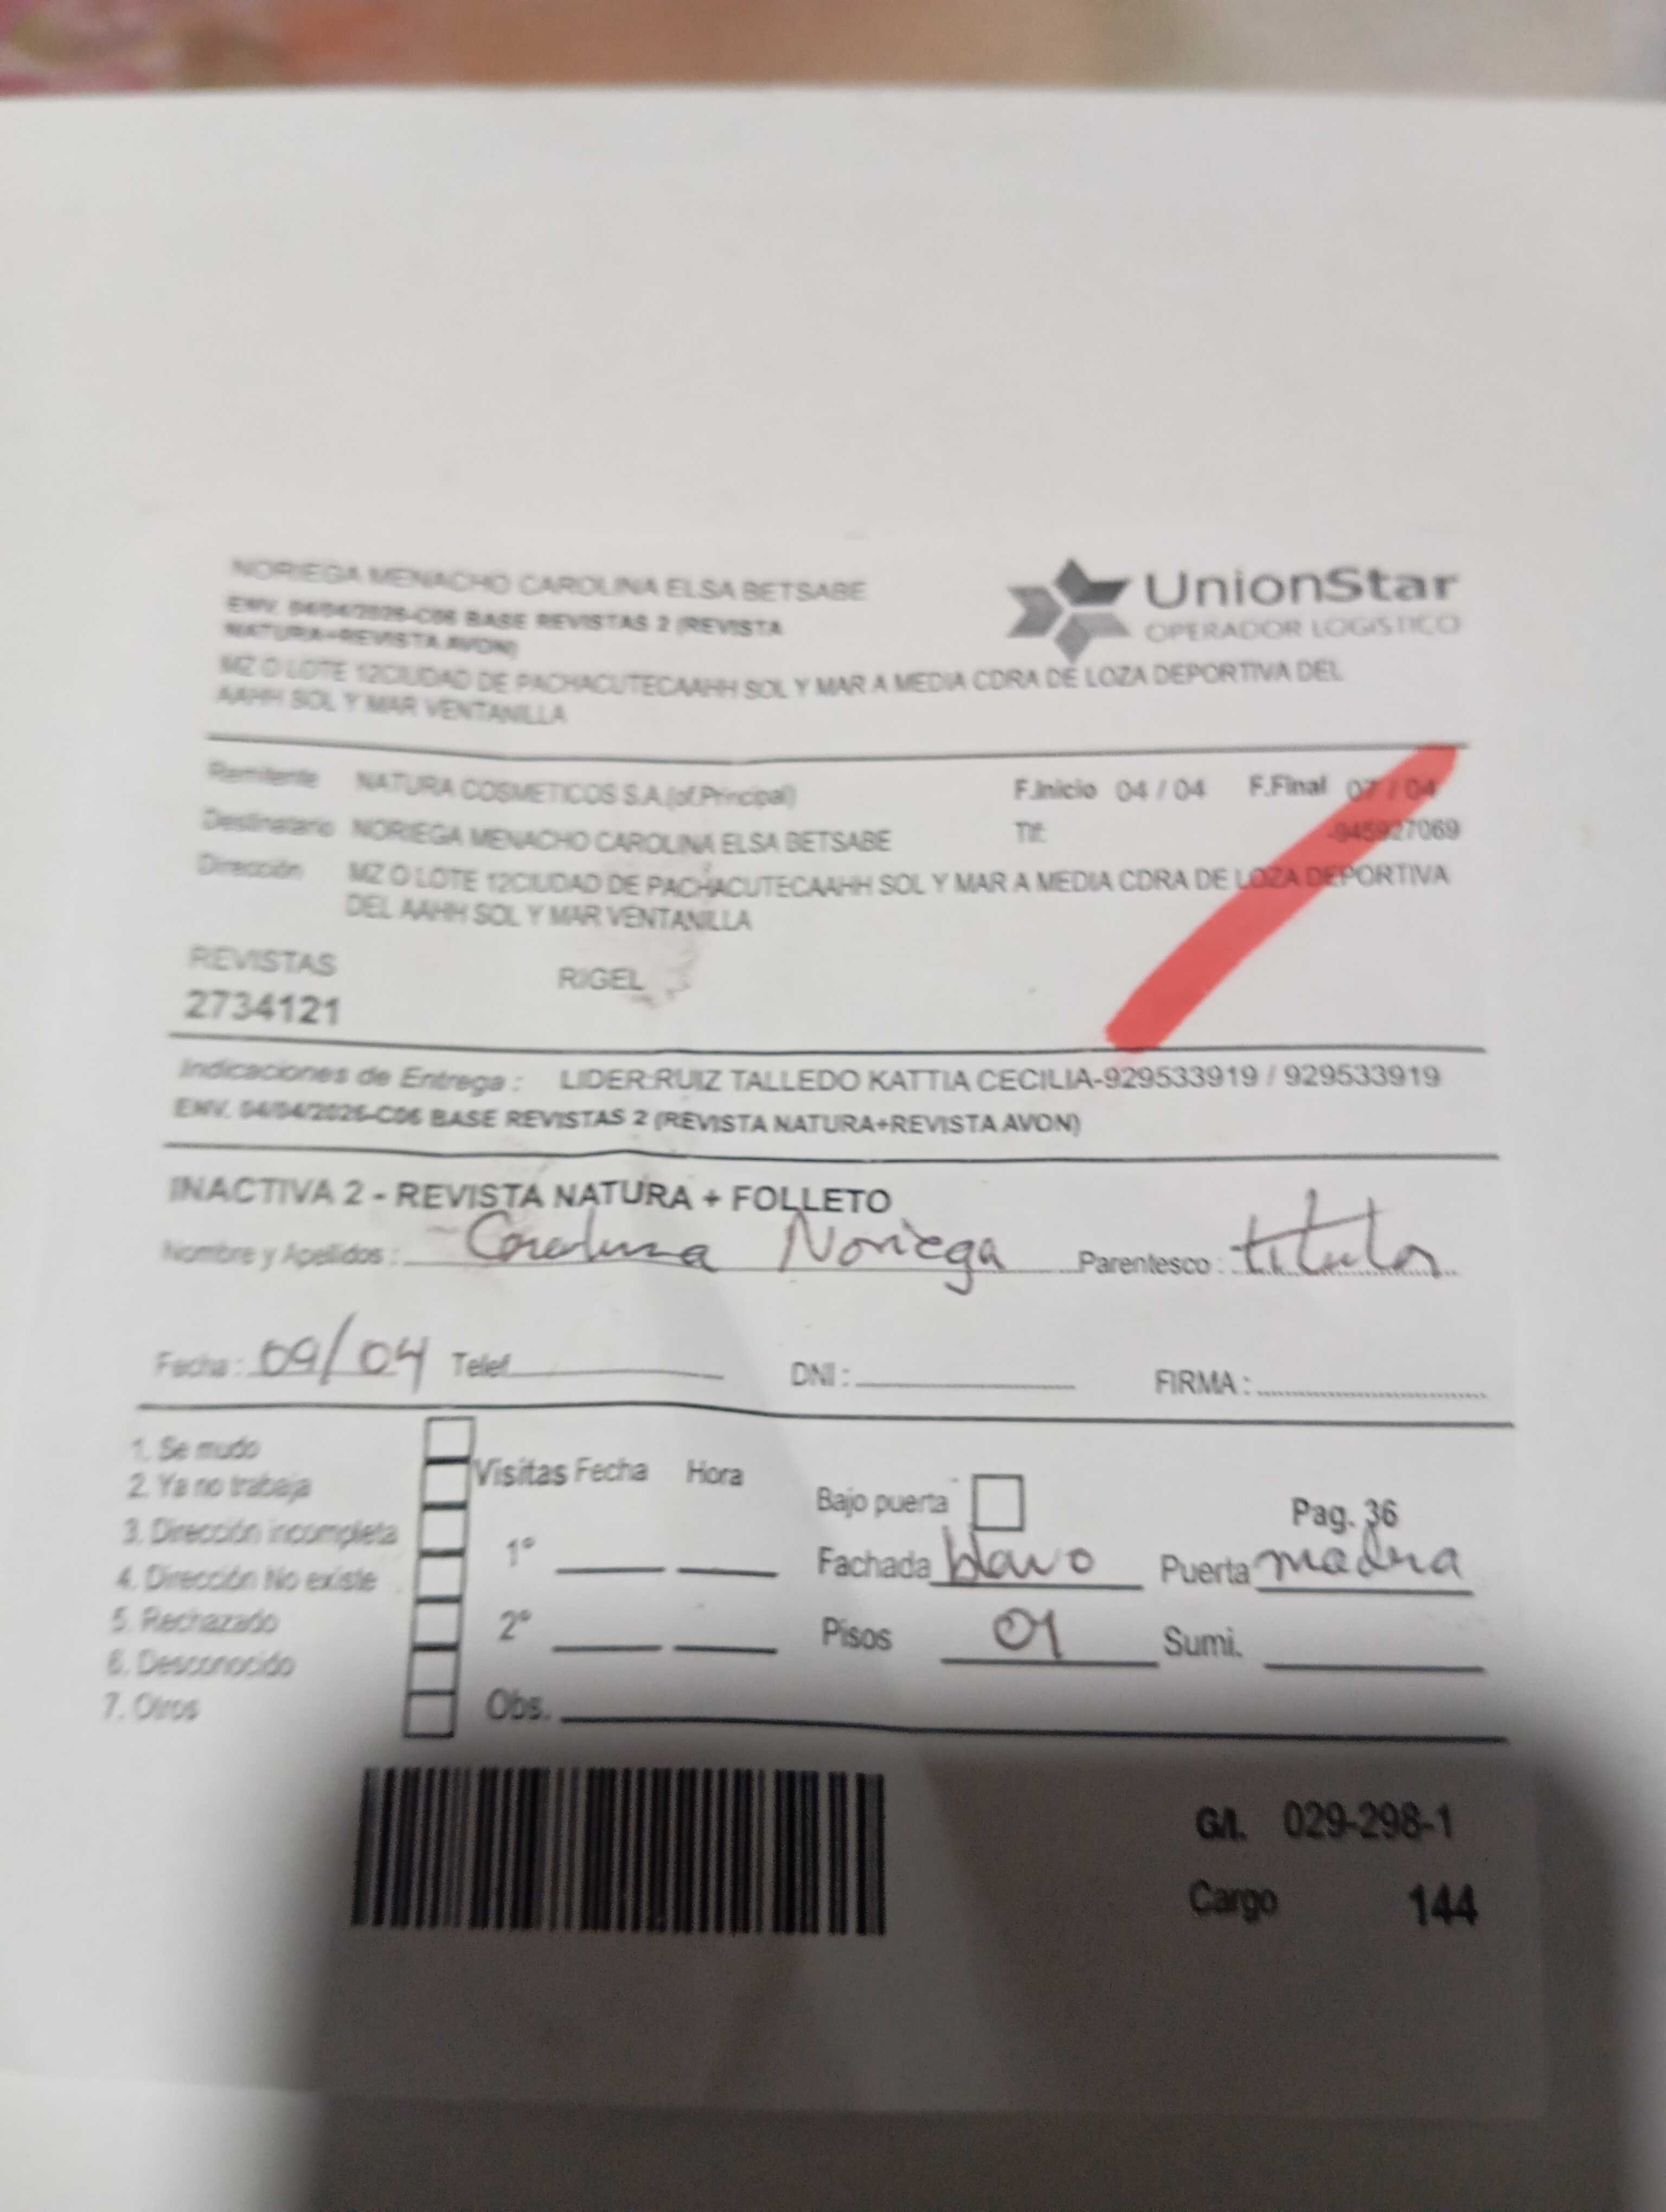 NORIEGA MENACHO CAROLINA ELSA BETSABE
ENV. 04/04/2026-C06 BASE REVISTAS 2 (REVISTA
NATURA+REVISTA AVON)
MZ O LOTE 12CIUDAD DE PACHACUTECAAHH SOL Y MAR A MEDIA CDRA DE LOZA DEPORTIVA DEL
AAHH SOL Y MAR VENTANILLA
UnionStar
OPERADOR LOGISTICO
Remitente NATURA COSMETICOS S.A.(of.Principal) F.Inicio 04 / 04 F.Final 07 / 04
Destinatario NORIEGA MENACHO CAROLINA ELSA BETSABE Tlf: -945927069
Dirección MZ O LOTE 12CIUDAD DE PACHACUTECAAHH SOL Y MAR A MEDIA CDRA DE LOZA DEPORTIVA
DEL AAHH SOL Y MAR VENTANILLA
REVISTAS RIGEL
2734121
Indicaciones de Entrega : LIDER:RUIZ TALLEDO KATTIA CECILIA-929533919 / 929533919
ENV. 04/04/2026-C06 BASE REVISTAS 2 (REVISTA NATURA+REVISTA AVON)
INACTIVA 2 - REVISTA NATURA + FOLLETO
Nombre y Apellidos : Noriega Parentesco : titular
Fecha : 09/04 Telef. DNI : FIRMA :
1. Se mudo
2. Ya no trabaja
3. Dirección incompleta
4. Dirección No existe
5. Rechazado
6. Desconocido
7. Otros
Visitas Fecha Hora
1°
2°
Obs.
Bajo puerta Pag. 36
Fachada Puerta
Pisos 01 Sumi.
G/I. 029-298-1
Cargo 144